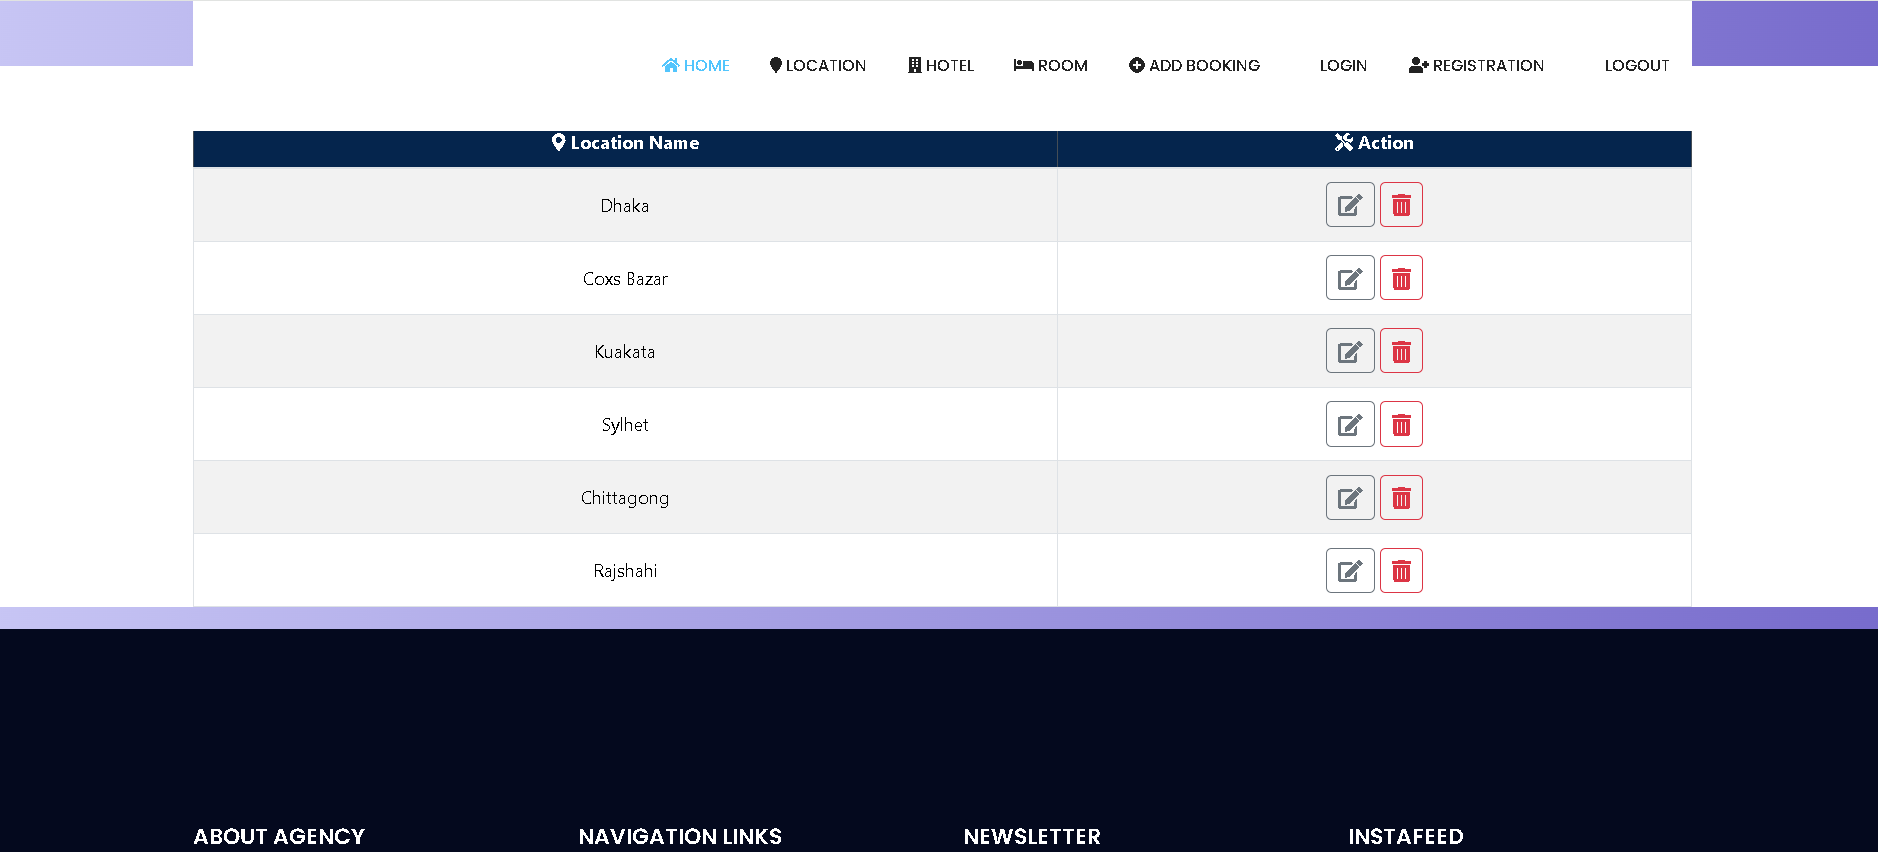 HOME LOCATION HOTEL ROOM ADD BOOKING LOGIN REGISTRATION LOGOUT
Location Name Action
Dhaka
Coxs Bazar
Kuakata
Sylhet
Chittagong
Rajshahi
ABOUT AGENCY NAVIGATION LINKS NEWSLETTER INSTAFEED